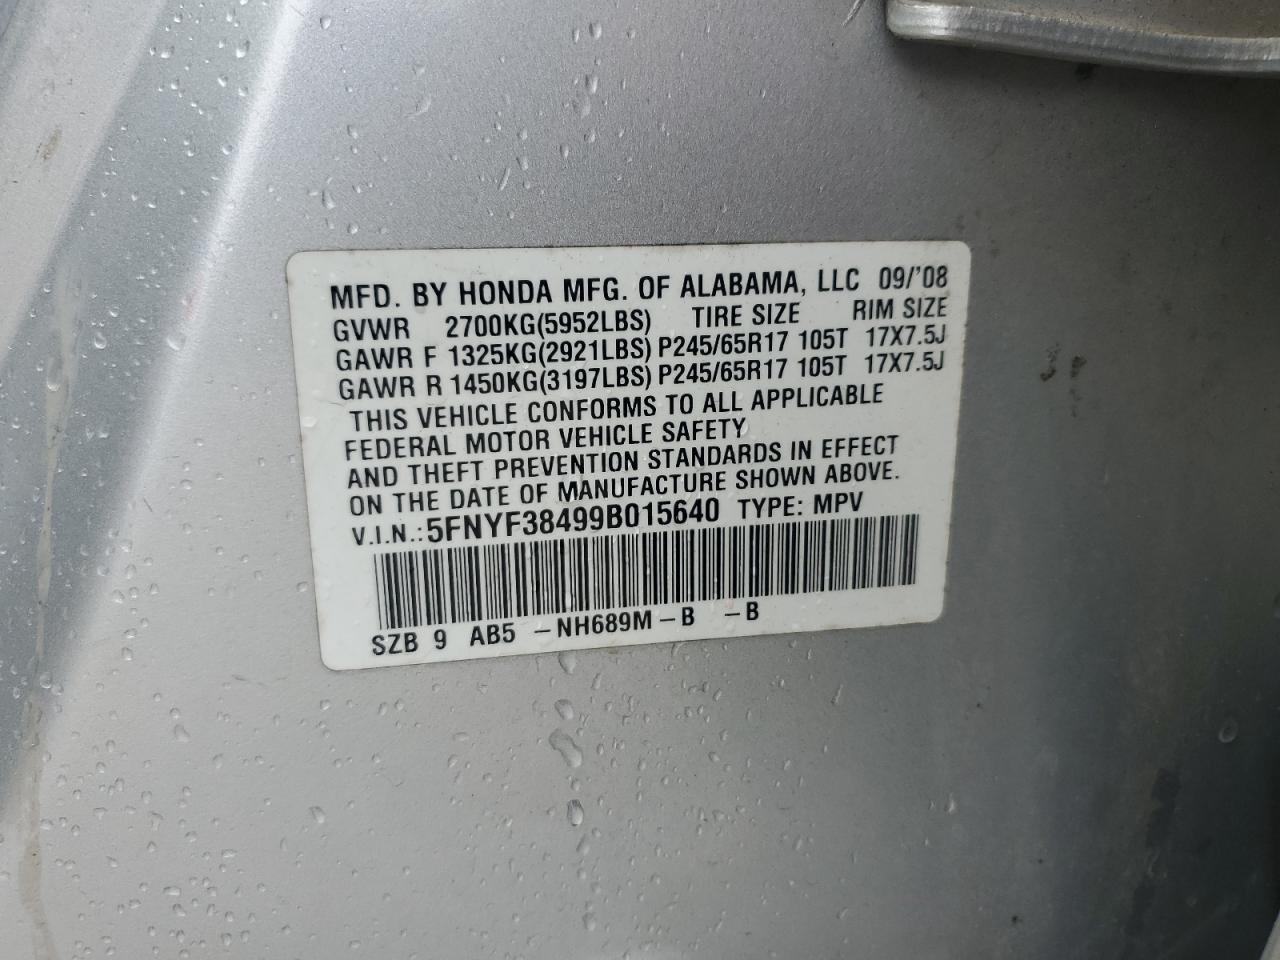 MFD. BY HONDA MFG. OF ALABAMA, LLC 09/'08
GVWR 2700KG(5952LBS) TIRE SIZE RIM SIZE
GAWR F 1325KG(2921LBS) P245/65R17 105T 17X7.5J
GAWR R 1450KG(3197LBS) P245/65R17 105T 17X7.5J
THIS VEHICLE CONFORMS TO ALL APPLICABLE
FEDERAL MOTOR VEHICLE SAFETY
AND THEFT PREVENTION STANDARDS IN EFFECT
ON THE DATE OF MANUFACTURE SHOWN ABOVE.
V.I.N.: 5FNYF38499B015640 TYPE: MPV
SZB 9 AB5 -NH689M-B -B